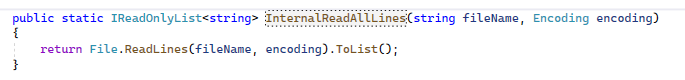 public static IReadOnlyList<string> InternalReadAllLines(string fileName, Encoding encoding)
{
    return File.ReadLines(fileName, encoding).ToList();
}